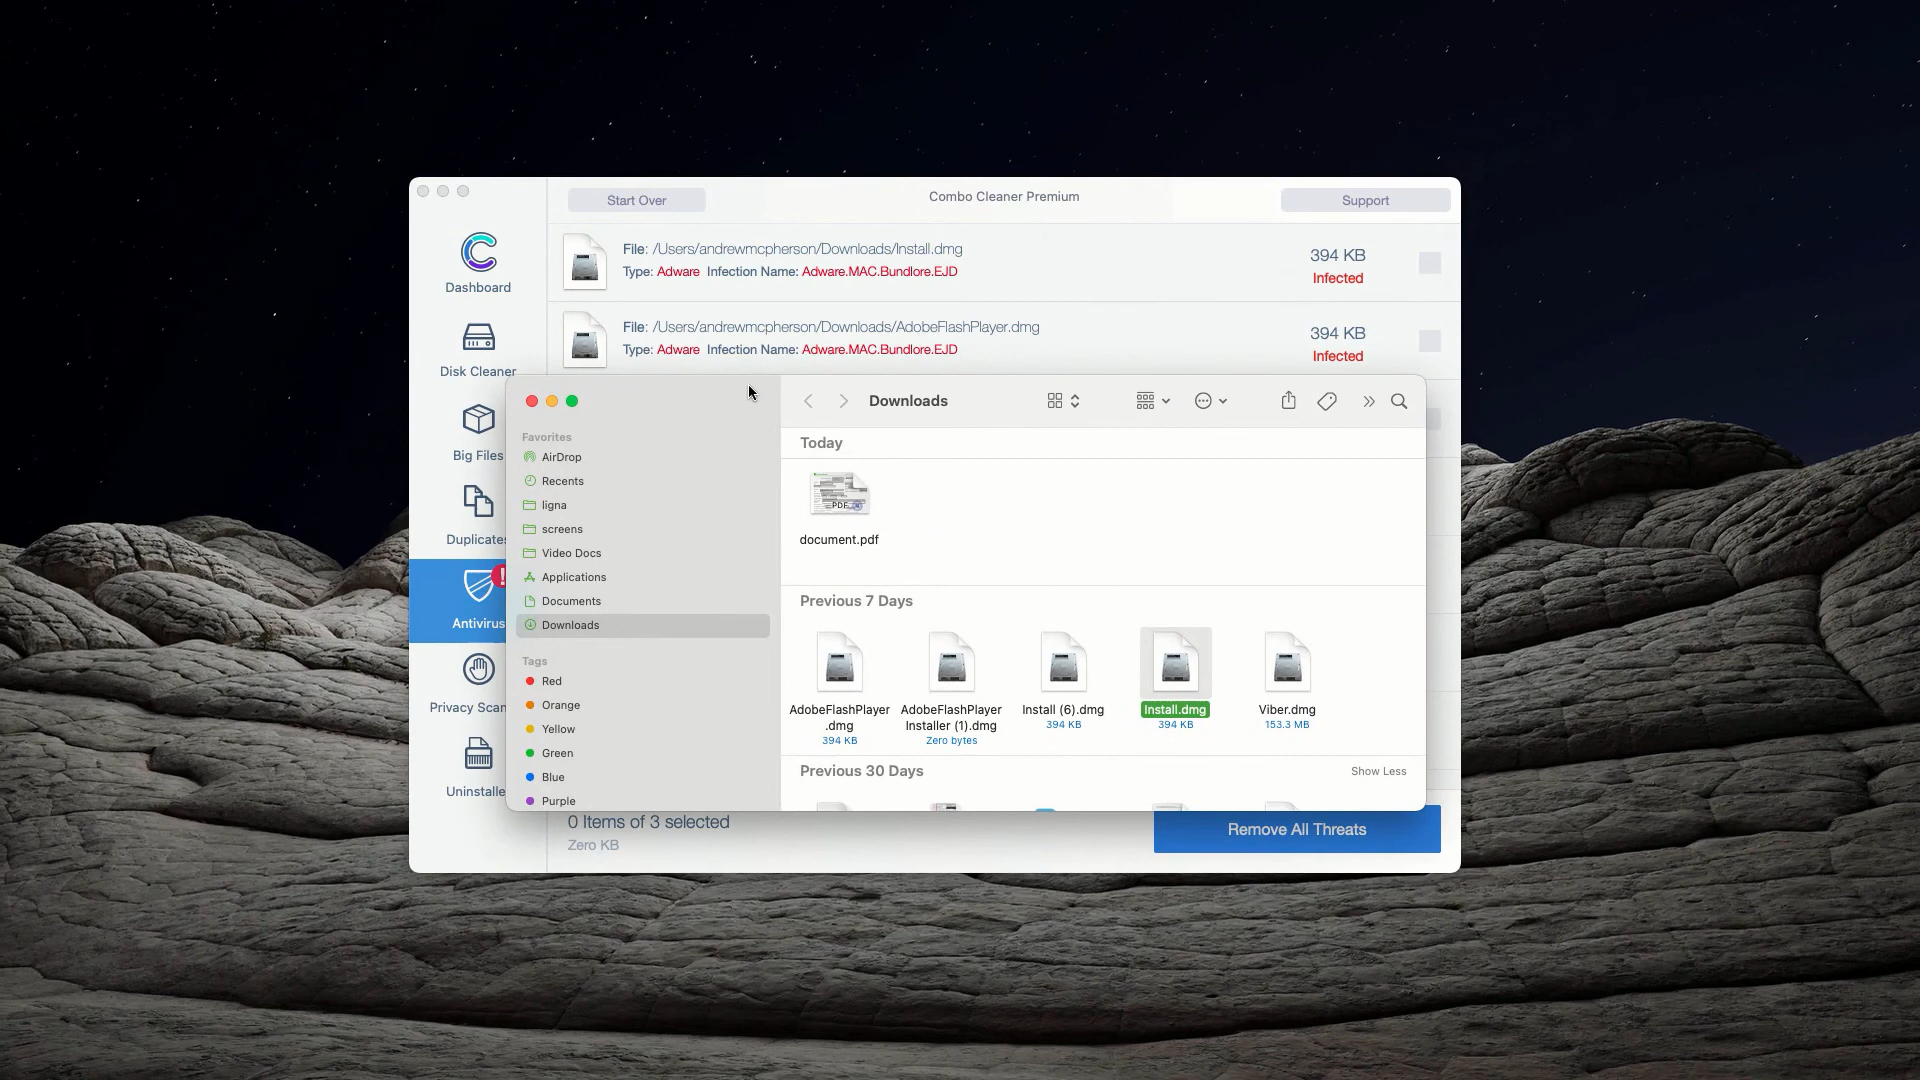 Start Over
Combo Cleaner Premium
Support
Dashboard
Disk Cleaner
Big Files
Duplicates
Antivirus
Privacy Scan
Uninstalle
File: /Users/andrewmcpherson/Downloads/Install.dmg
Type: Adware Infection Name: Adware.MAC.Bundlore.EJD
394 KB
Infected
File: /Users/andrewmcpherson/Downloads/AdobeFlashPlayer.dmg
Type: Adware Infection Name: Adware.MAC.Bundlore.EJD
394 KB
Infected
Downloads
Favorites
AirDrop
Recents
ligna
screens
Video Docs
Applications
Documents
Downloads
Tags
Red
Orange
Yellow
Green
Blue
Purple
Today
PDF
document.pdf
Previous 7 Days
AdobeFlashPlayer
.dmg
394 KB
AdobeFlashPlayer
Installer (1).dmg
Zero bytes
Install (6).dmg
394 KB
Install.dmg
394 KB
Viber.dmg
153.3 MB
Previous 30 Days
Show Less
0 Items of 3 selected
Zero KB
Remove All Threats